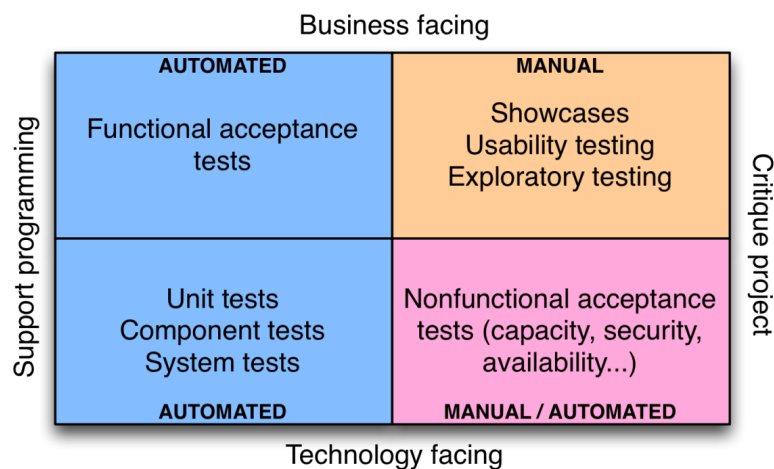 Business facing
AUTOMATED
Functional acceptance
tests
MANUAL
Showcases
Usability testing
Exploratory testing
Support programming
Critique project
Unit tests
Component tests
System tests
AUTOMATED
Nonfunctional acceptance
tests (capacity, security,
availability...)
MANUAL / AUTOMATED
Technology facing